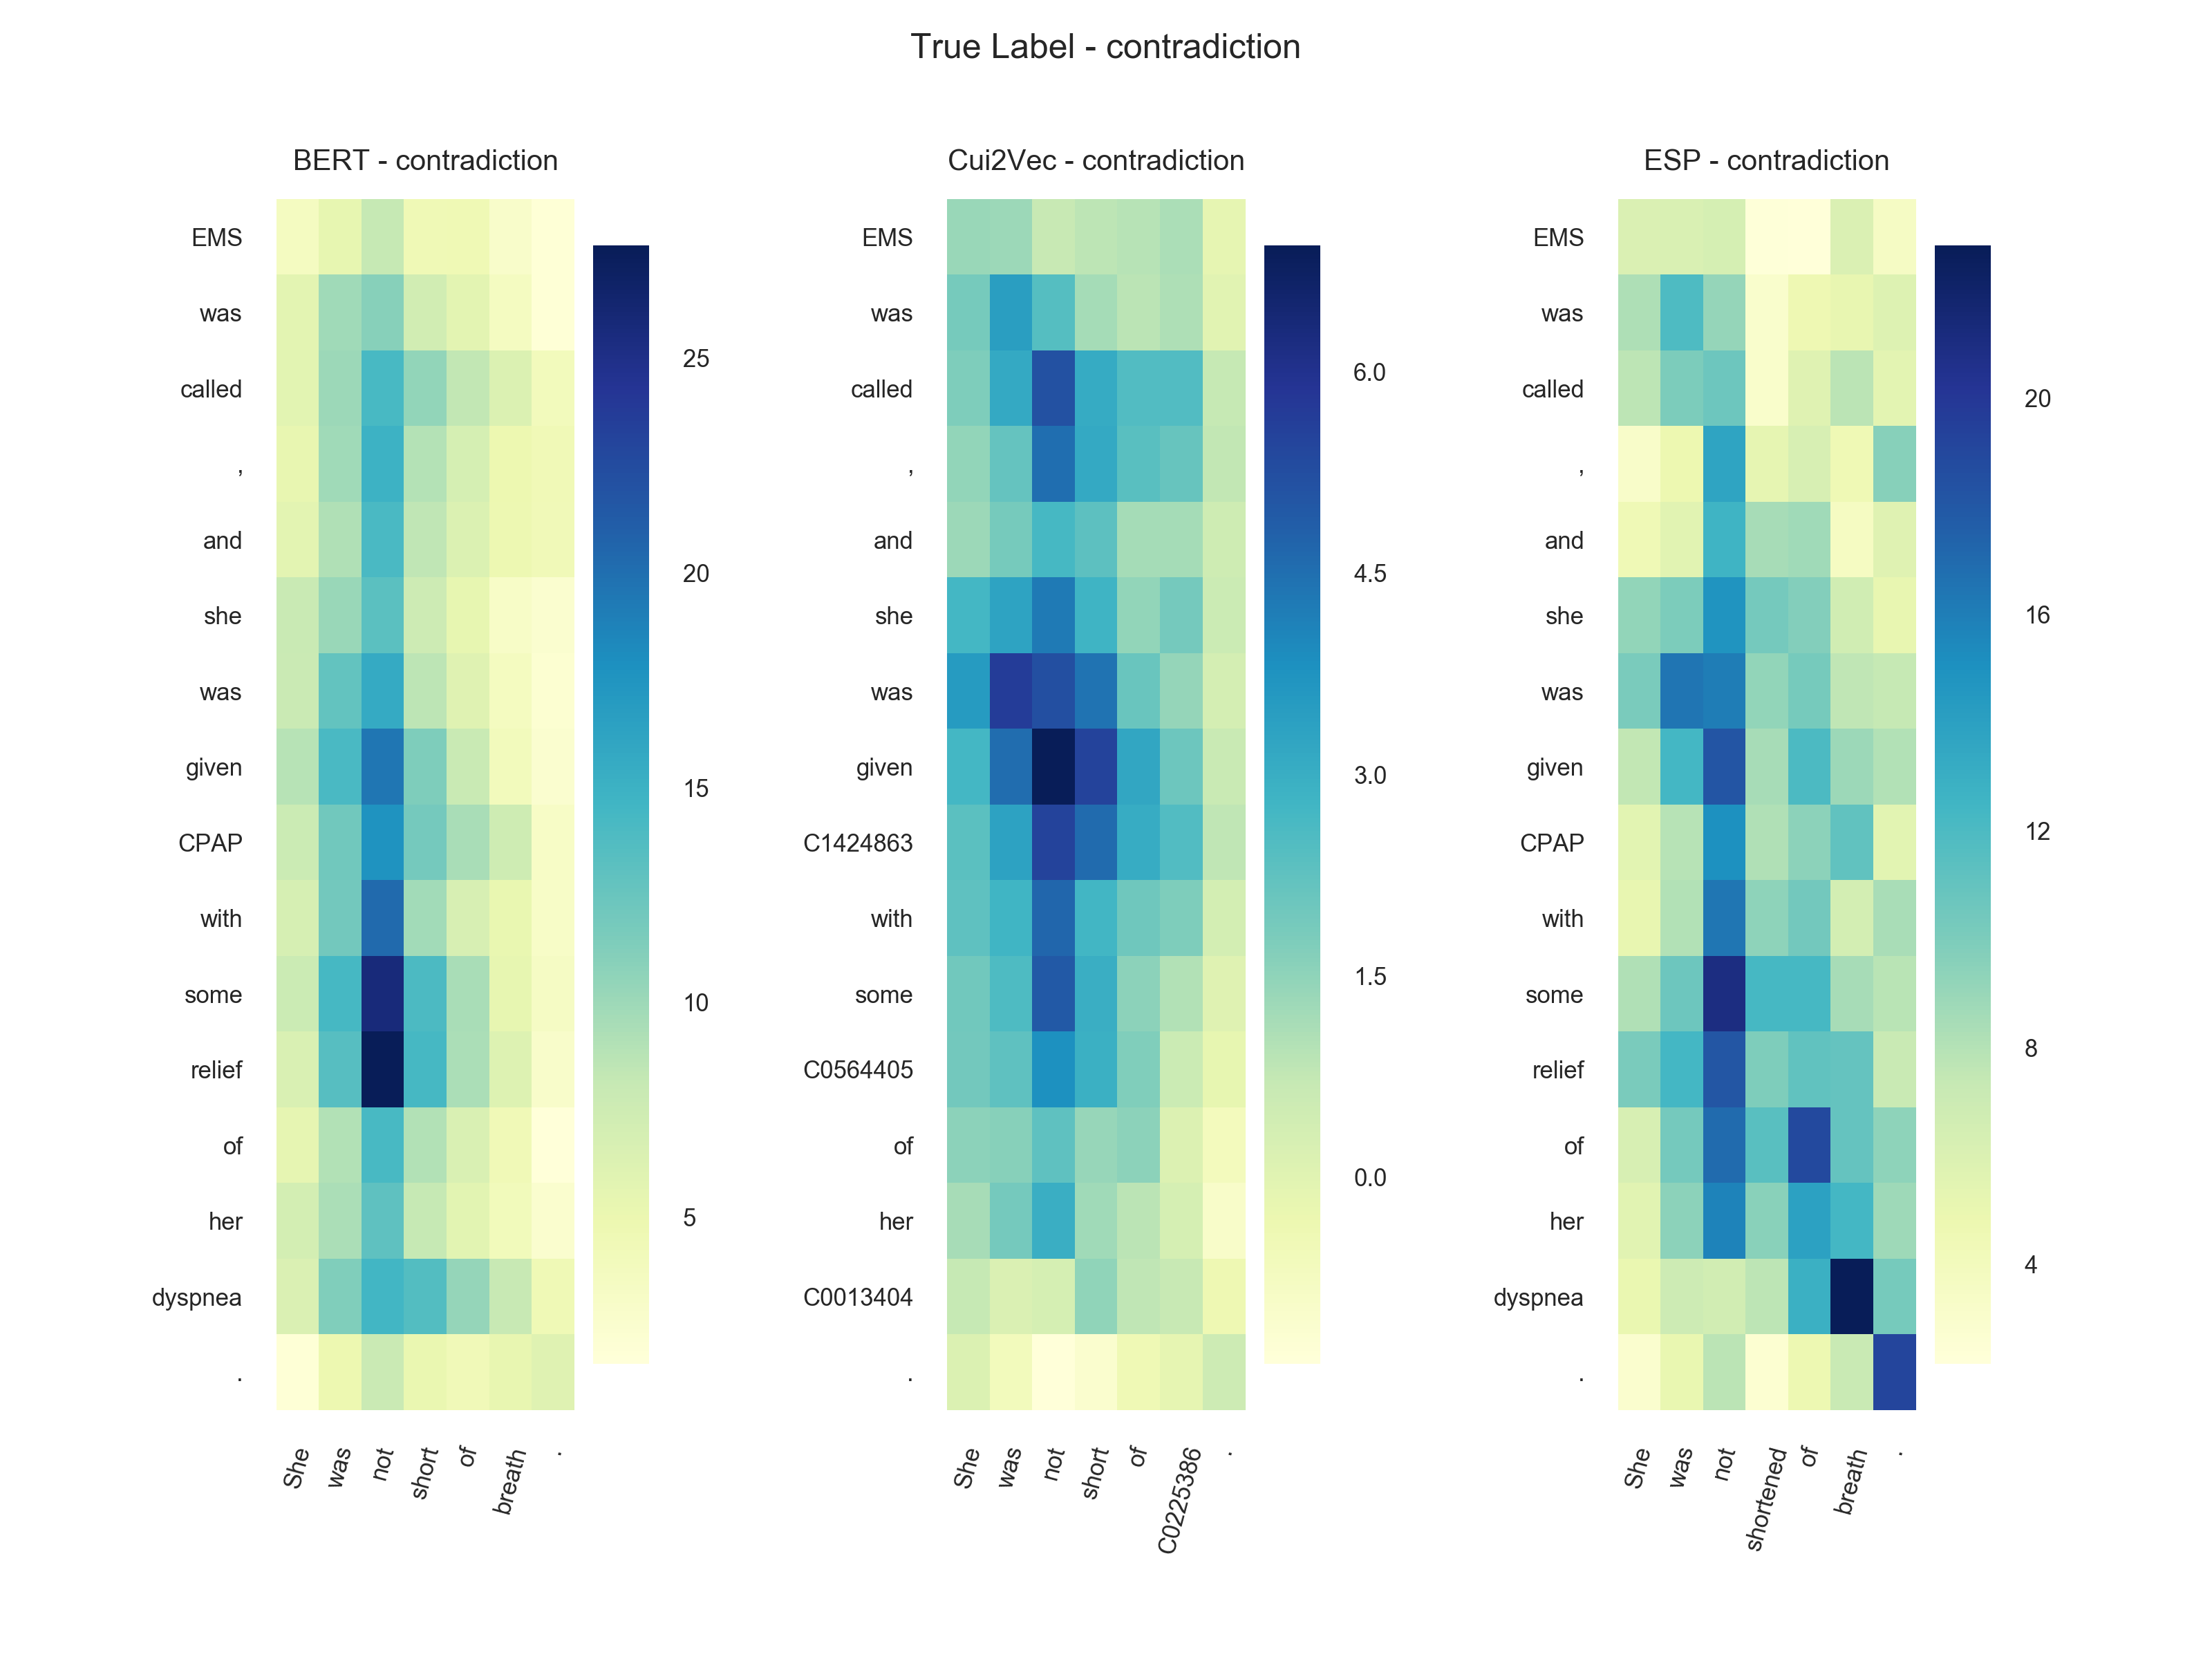 True Label - contradiction
BERT - contradiction
EMS
was
called
,
and
she
was
given
CPAP
with
some
relief
of
her
dyspnea
.
She
was
not
short
of
breath
.
25
20
15
10
5
Cui2Vec - contradiction
EMS
was
called
,
and
she
was
given
C1424863
with
some
C0564405
of
her
C0013404
.
She
was
not
short
of
C0225386
.
6.0
4.5
3.0
1.5
0.0
ESP - contradiction
EMS
was
called
,
and
she
was
given
CPAP
with
some
relief
of
her
dyspnea
.
She
was
not
shortened
of
breath
.
20
16
12
8
4